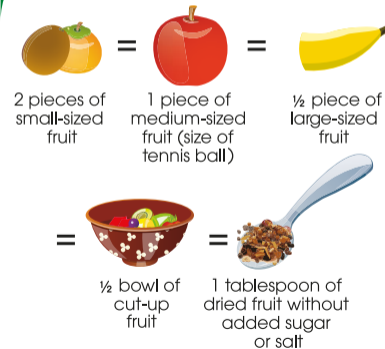 =
=
2 pieces of
small-sized
fruit
1 piece of
medium-sized
fruit (size of
tennis ball)
½ piece of
large-sized
fruit
=
=
½ bowl of
cut-up
fruit
1 tablespoon of
dried fruit without
added sugar
or salt